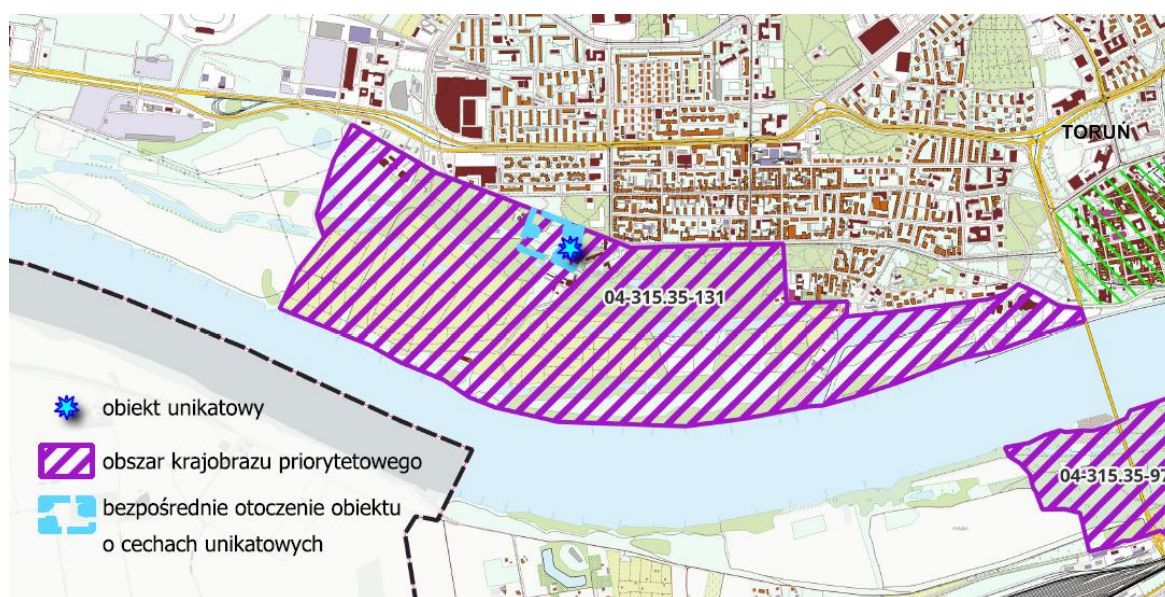 TORUŃ
04-315.35-131
04-315.35-97
obiekt unikatowy
obszar krajobrazu priorytetowego
bezpośrednie otoczenie obiektu
o cechach unikatowych